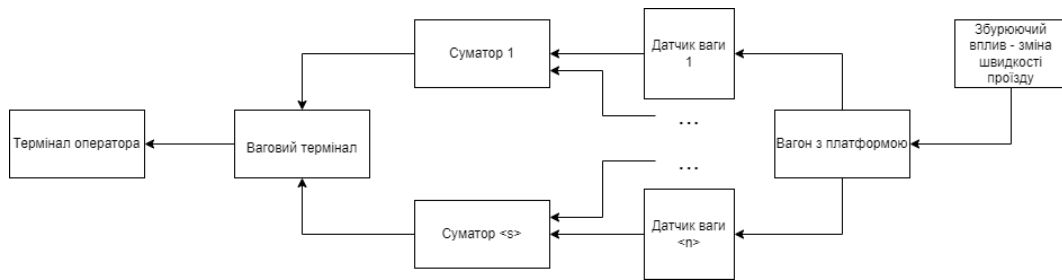 Суматор 1
Датчик ваги
1
Збурюючий
вплив - зміна
швидкості
проїзду
...
Термінал оператора
Ваговий термінал
Вагон з платформою
...
Суматор <s>
Датчик ваги
<n>